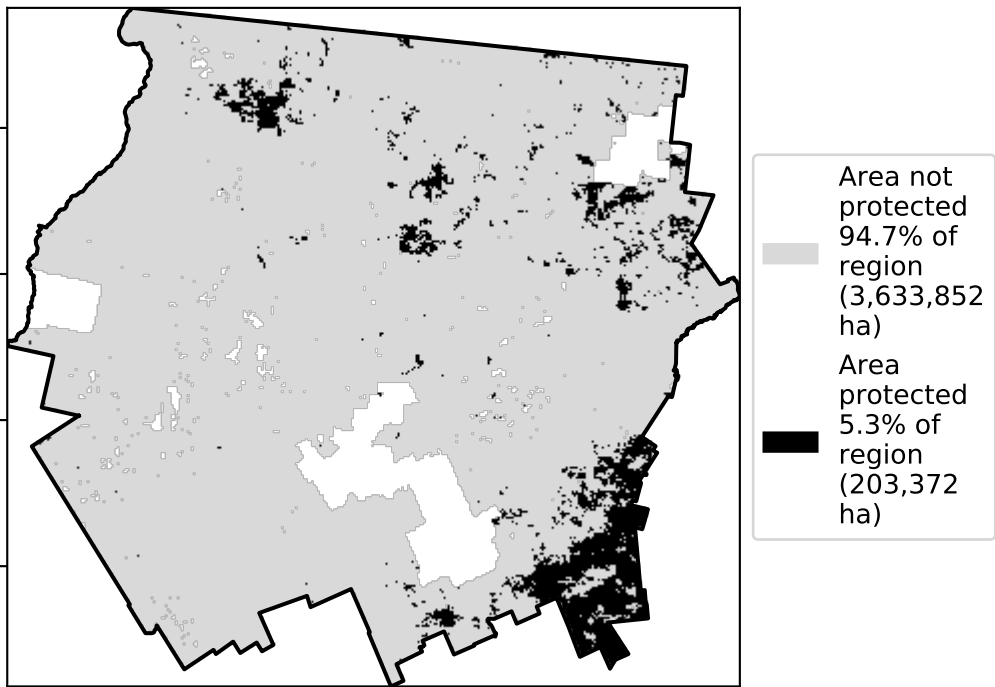 Area not
protected
94.7% of
region
(3,633,852
ha)
Area
protected
5.3% of
region
(203,372
ha)